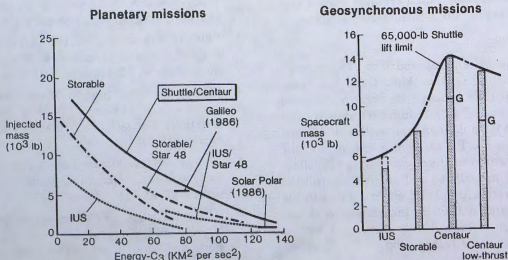 Planetary missions
25
20
15
10
5
0
Injected
mass
(10³ lb)
Storable
Shuttle/Centaur
Galileo
(1986)
Storable/
Star 48
IUS/
Star 48
Solar Polar
(1986)
IUS
0 20 40 60 80 100 120 140
Energy-C₃ (KM² per sec²)
Geosynchronous missions
65,000-lb Shuttle
lift limit
16
14
12
10
8
6
4
2
0
Spacecraft
mass
(10³ lb)
G
G
IUS
Storable
Centaur
Centaur
low-thrust